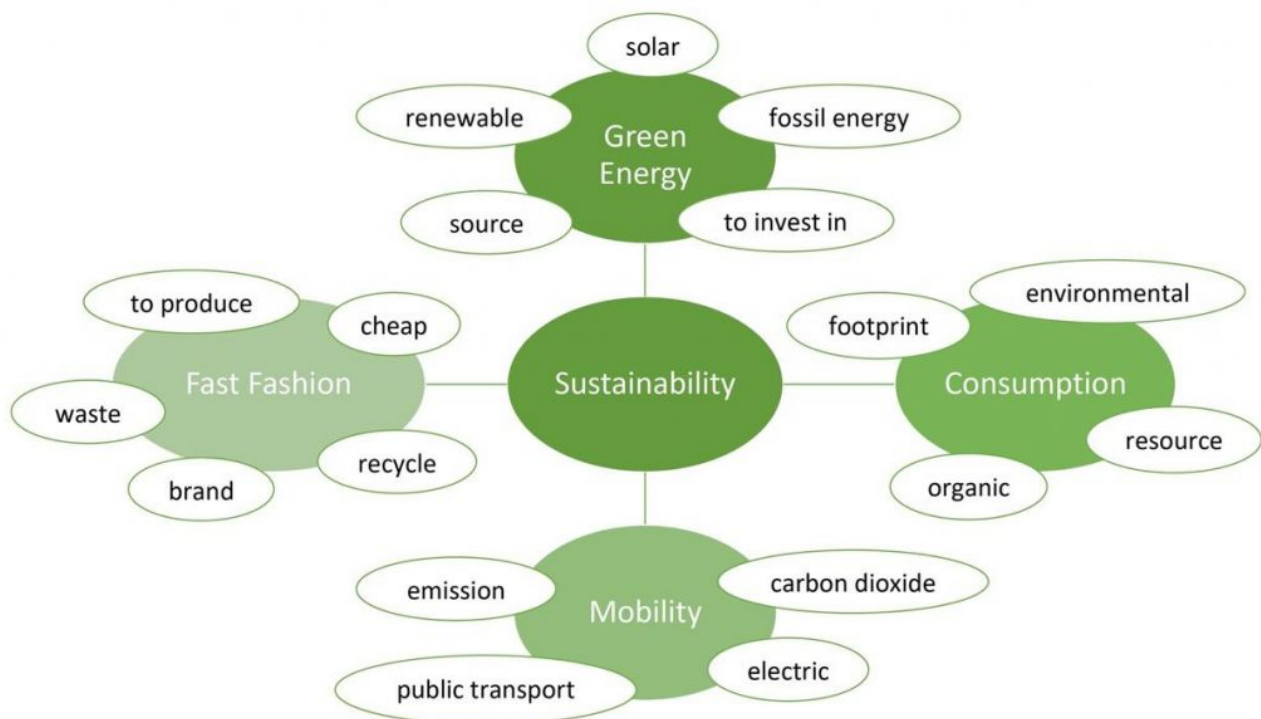 solar
renewable
fossil energy
Green
Energy
source
to invest in
to produce
cheap
Fast Fashion
waste
recycle
brand
Sustainability
environmental
footprint
Consumption
resource
organic
emission
carbon dioxide
Mobility
electric
public transport